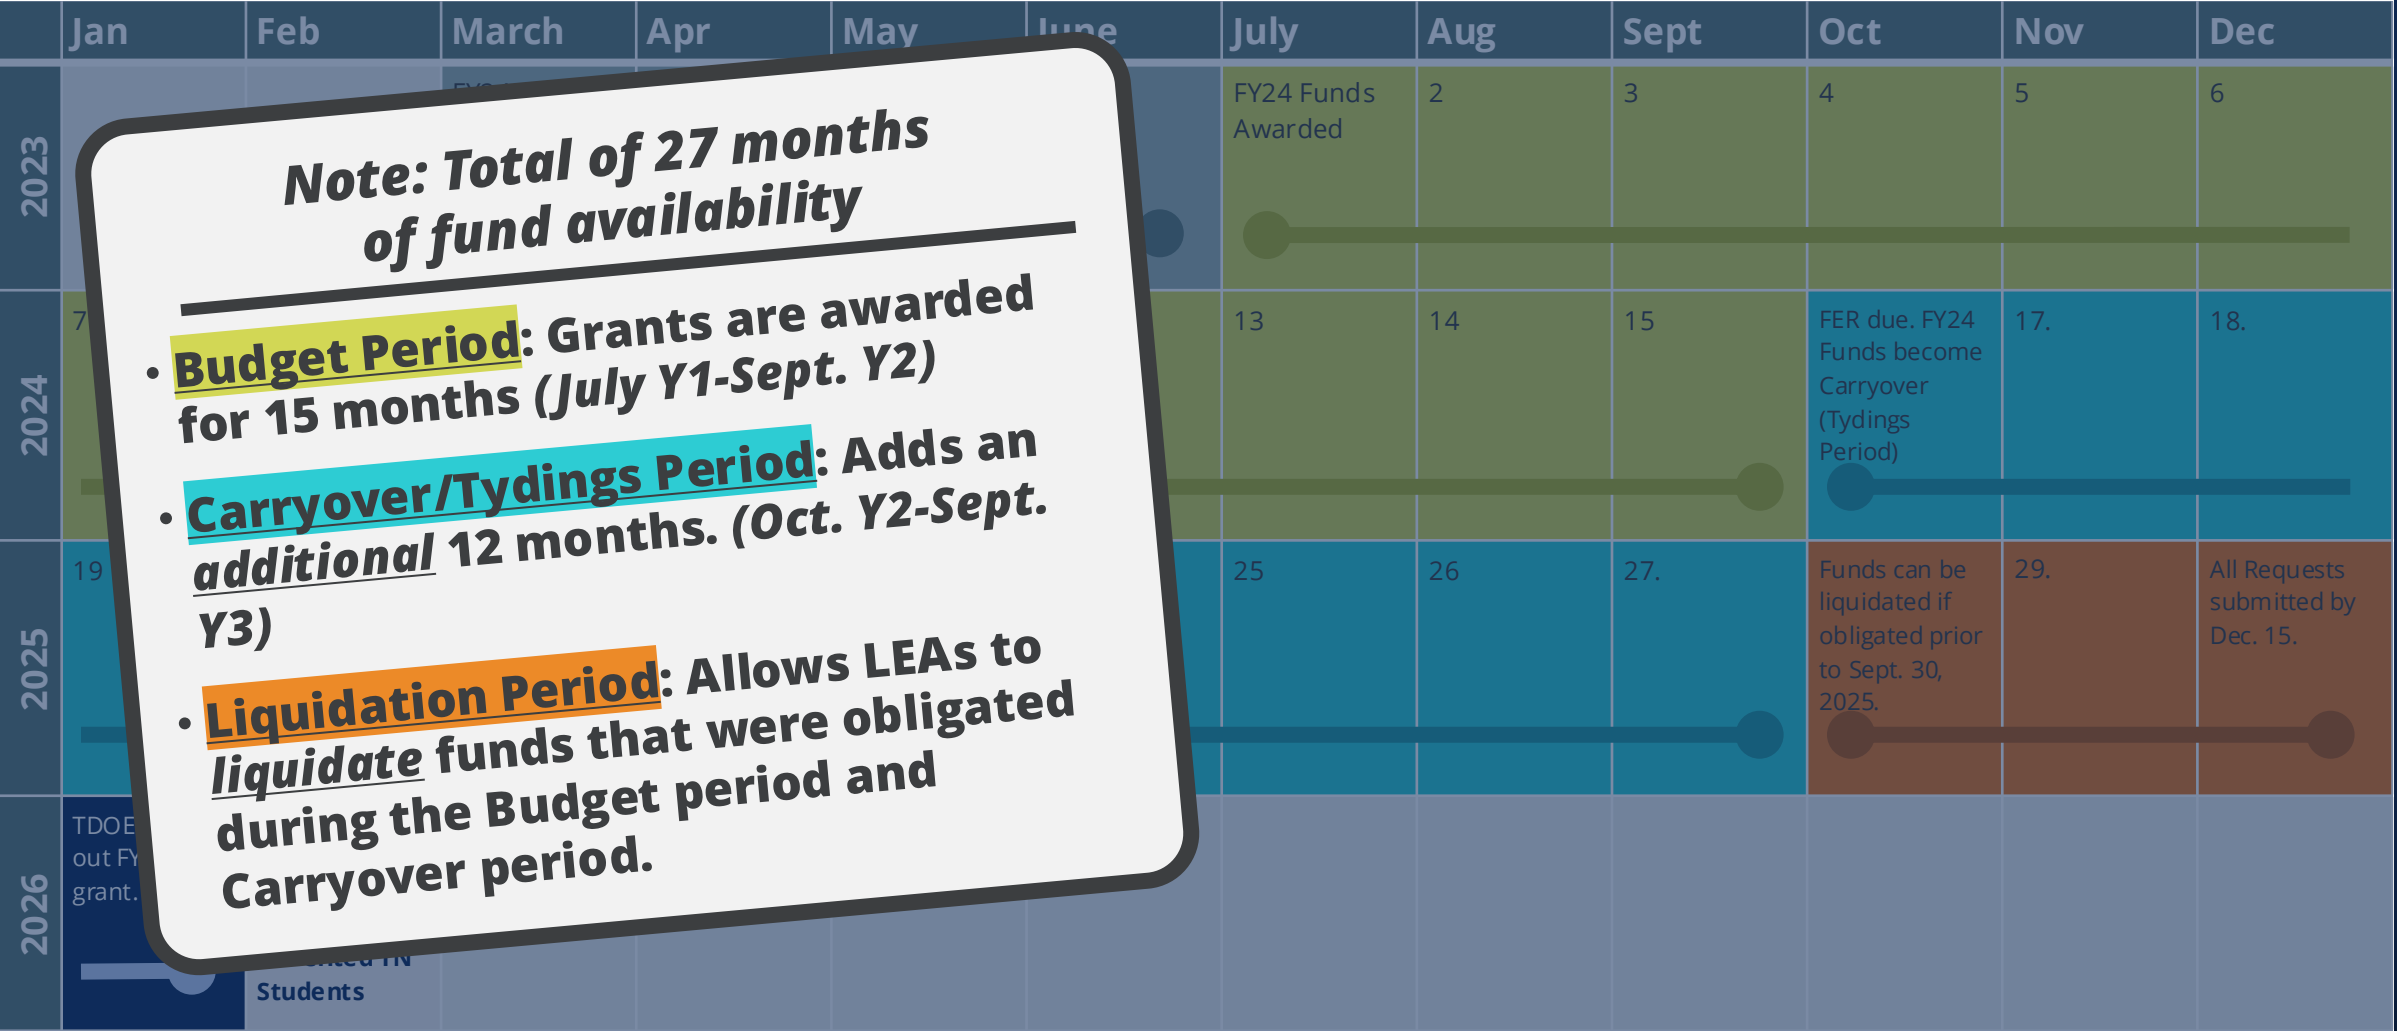 Jan Feb March Apr May June July Aug Sept Oct Nov Dec
2023
FY24 Funds
Awarded
2 3 4 5 6
Note: Total of 27 months
of fund availability
• Budget Period: Grants are awarded
for 15 months (July Y1-Sept. Y2)
• Carryover/Tydings Period: Adds an
additional 12 months. (Oct. Y2-Sept.
Y3)
• Liquidation Period: Allows LEAs to
liquidate funds that were obligated
during the Budget period and
Carryover period.
2024
7 13 14 15
FER due. FY24
Funds become
Carryover
(Tydings
Period)
17. 18.
2025
19 25 26 27.
Funds can be
liquidated if
obligated prior
to Sept. 30,
2025.
29.
All Requests
submitted by
Dec. 15.
2026
TDOE
out FY
grant.
TN
Students